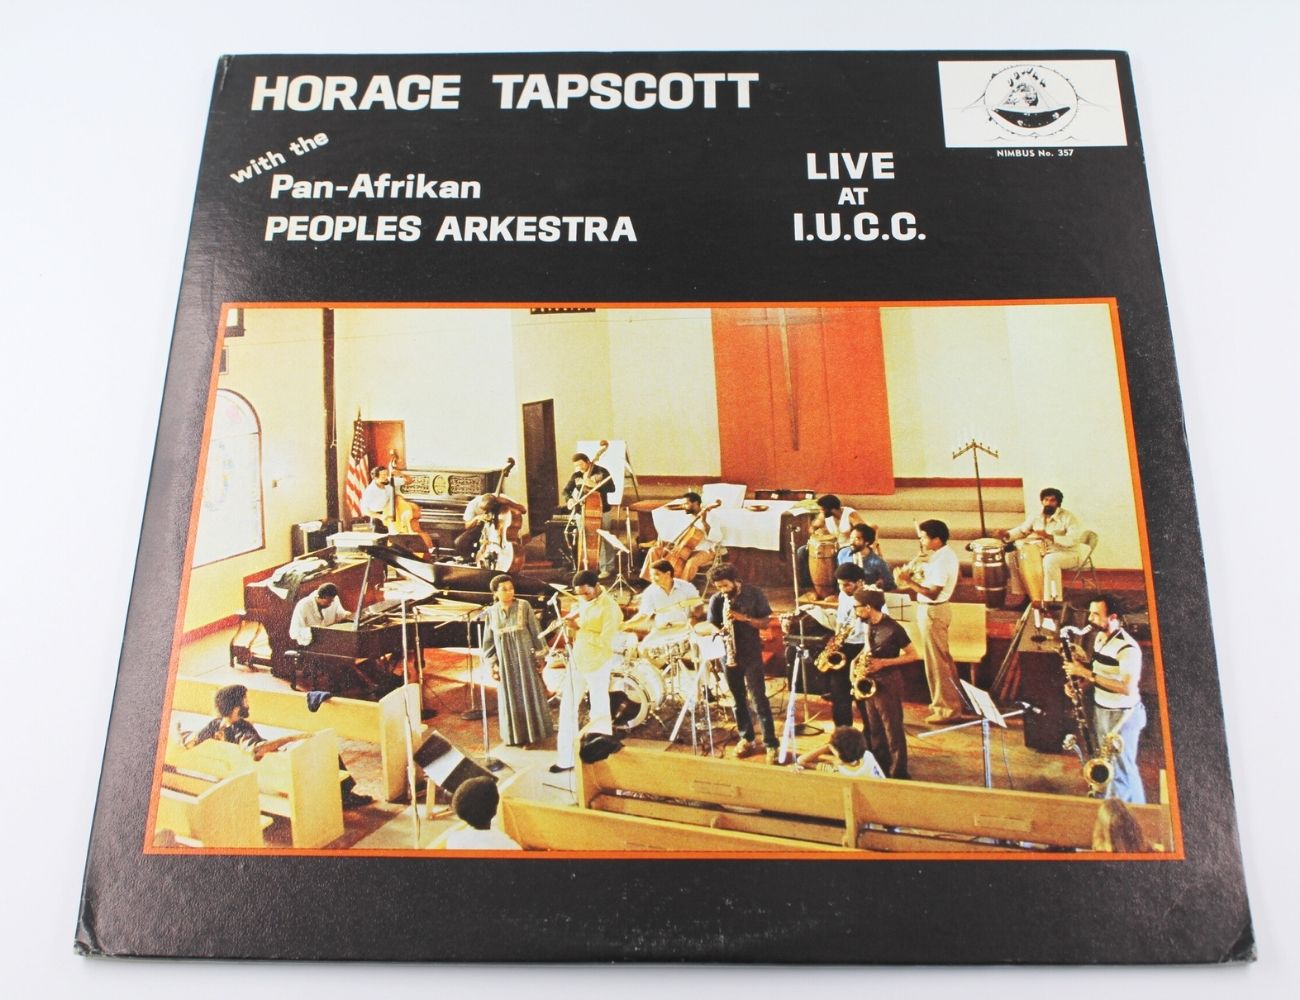 HORACE TAPSCOTT
with the
Pan-Afrikan
PEOPLES ARKESTRA
LIVE
AT
I.U.C.C.
NIMBUS No. 357